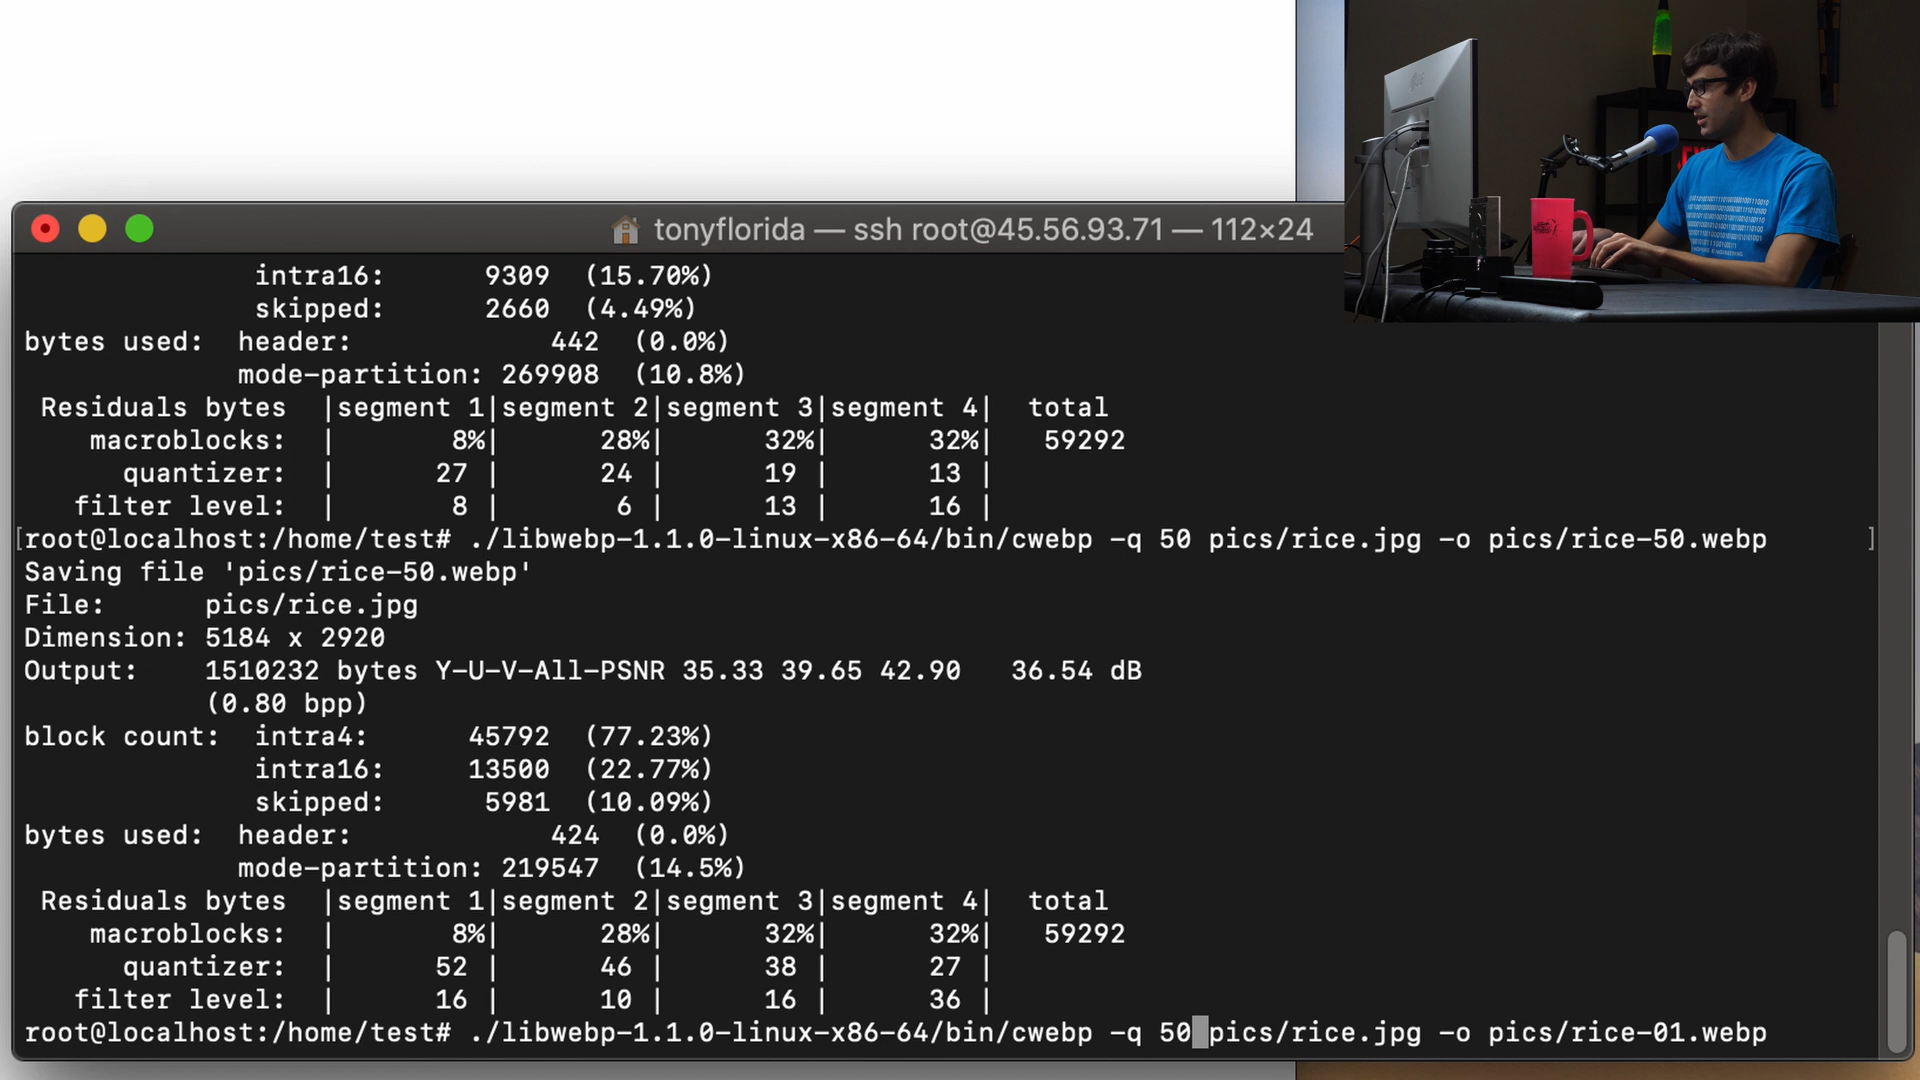 tonyflorida — ssh root@45.56.93.71 — 112×24
intra16: 9309 (15.70%)
skipped: 2660 (4.49%)
bytes used: header: 442 (0.0%)
mode-partition: 269908 (10.8%)
Residuals bytes |segment 1|segment 2|segment 3|segment 4| total
macroblocks: | 8%| 28%| 32%| 32%| 59292
quantizer: | 27 | 24 | 19 | 13 |
filter level: | 8 | 6 | 13 | 16 |
[root@localhost:/home/test# ./libwebp-1.1.0-linux-x86-64/bin/cwebp -q 50 pics/rice.jpg -o pics/rice-50.webp ]
Saving file 'pics/rice-50.webp'
File: pics/rice.jpg
Dimension: 5184 x 2920
Output: 1510232 bytes Y-U-V-All-PSNR 35.33 39.65 42.90 36.54 dB
(0.80 bpp)
block count: intra4: 45792 (77.23%)
intra16: 13500 (22.77%)
skipped: 5981 (10.09%)
bytes used: header: 424 (0.0%)
mode-partition: 219547 (14.5%)
Residuals bytes |segment 1|segment 2|segment 3|segment 4| total
macroblocks: | 8%| 28%| 32%| 32%| 59292
quantizer: | 52 | 46 | 38 | 27 |
filter level: | 16 | 10 | 16 | 36 |
root@localhost:/home/test# ./libwebp-1.1.0-linux-x86-64/bin/cwebp -q 50 pics/rice.jpg -o pics/rice-01.webp